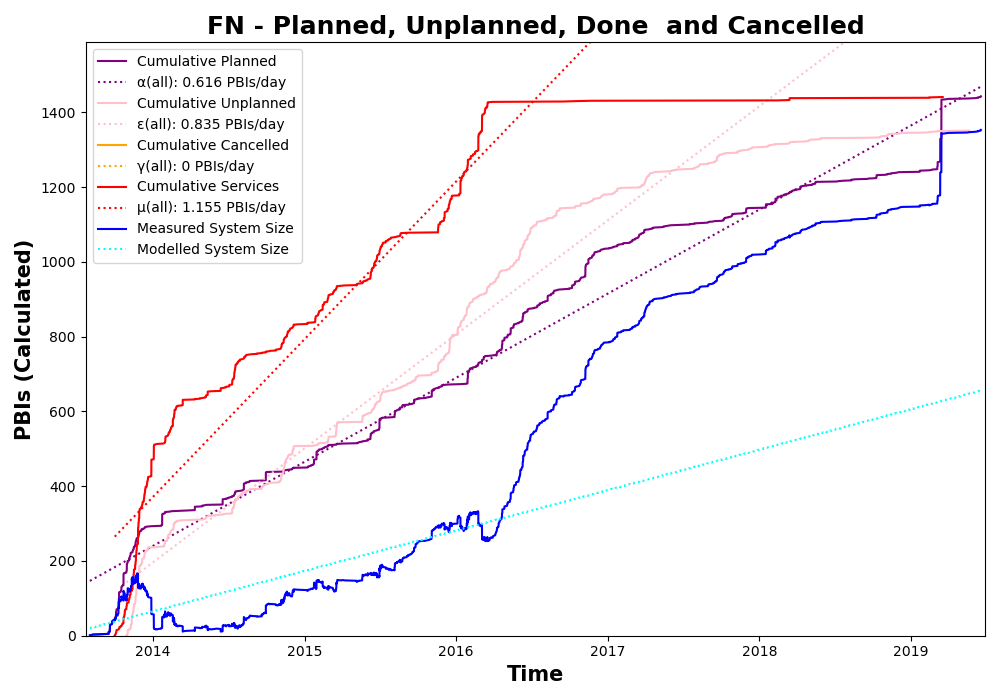 FN - Planned, Unplanned, Done  and Cancelled
Cumulative Planned
α(all): 0.616 PBIs/day
Cumulative Unplanned
ε(all): 0.835 PBIs/day
Cumulative Cancelled
γ(all): 0 PBIs/day
Cumulative Services
μ(all): 1.155 PBIs/day
Measured System Size
Modelled System Size
PBIs (Calculated)
1400
1200
1000
800
600
400
200
0
2014 2015 2016 2017 2018 2019
Time